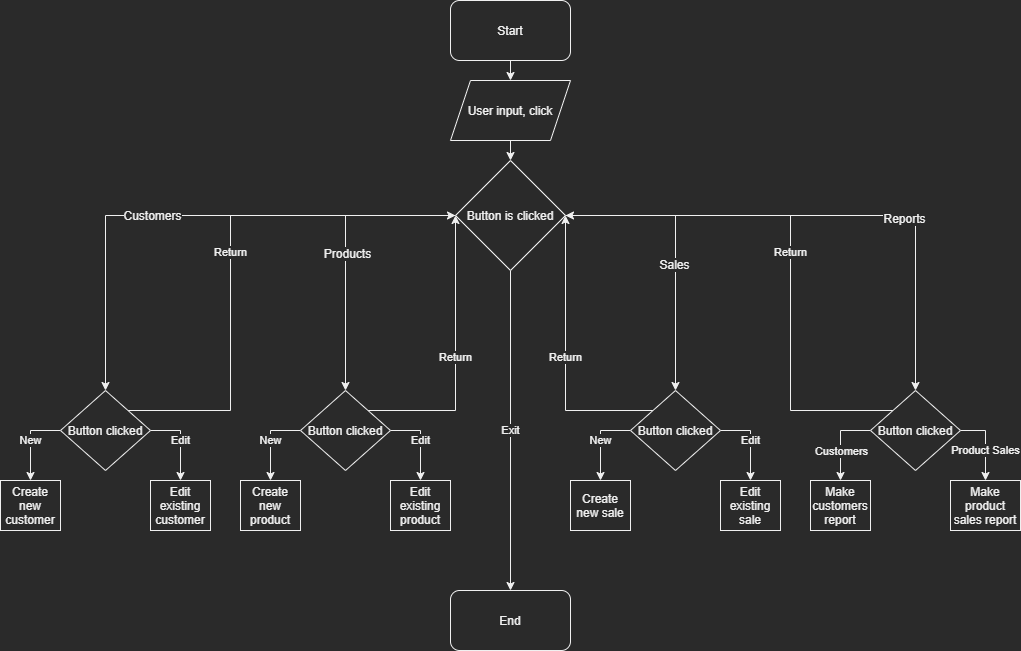 Start
User input, click
Button is clicked
Customers
Reports
Return
Products
Sales
Return
Return
Return
Exit
Button clicked
Button clicked
Button clicked
Button clicked
New
Edit
New
Edit
New
Edit
Customers
Product Sales
Create
new
customer
Edit
existing
customer
Create
new
product
Edit
existing
product
Create
new sale
Edit
existing
sale
Make
customers
report
Make
product
sales report
End